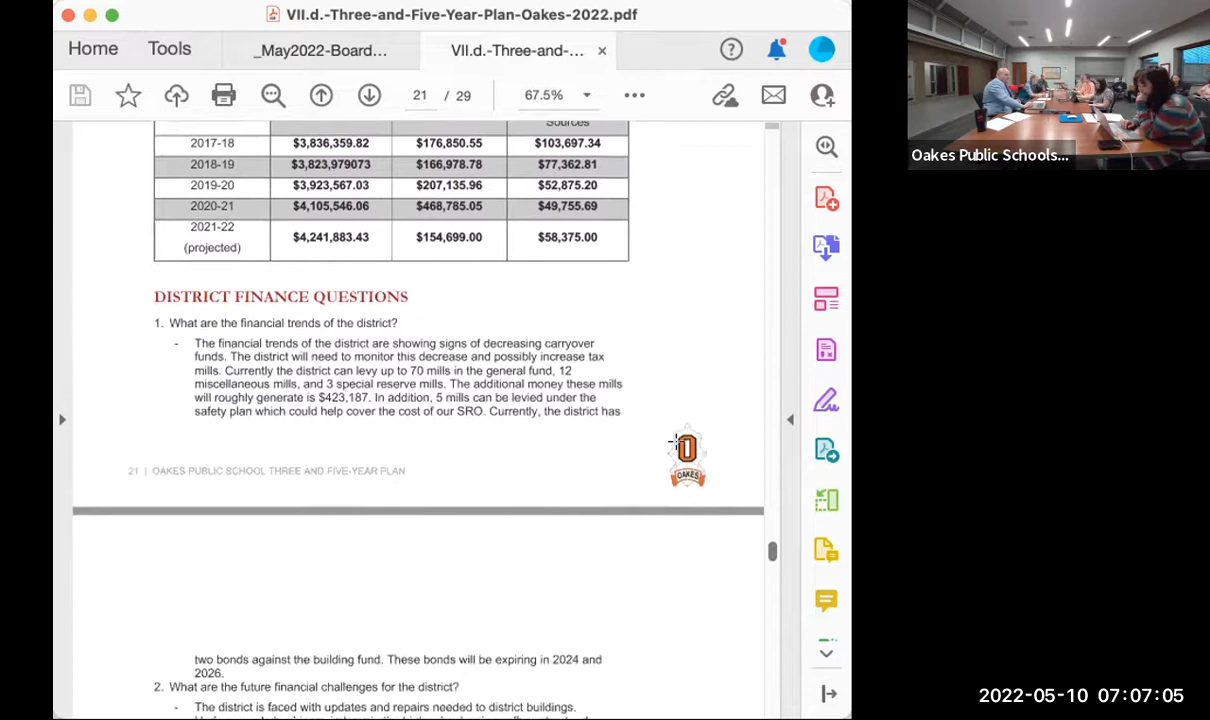 VII.d.-Three-and-Five-Year-Plan-Oakes-2022.pdf
Home Tools _May2022-Board... VII.d.-Three-and-... ×
21 / 29 67.5%
Sources
2017-18 $3,836,359.82 $176,850.55 $103,697.34
2018-19 $3,823,979073 $166,978.78 $77,362.81
2019-20 $3,923,567.03 $207,135.96 $52,875.20
2020-21 $4,105,546.06 $468,785.05 $49,755.69
2021-22
(projected) $4,241,883.43 $154,699.00 $58,375.00
DISTRICT FINANCE QUESTIONS
1. What are the financial trends of the district?
- The financial trends of the district are showing signs of decreasing carryover
funds. The district will need to monitor this decrease and possibly increase tax
mills. Currently the district can levy up to 70 mills in the general fund, 12
miscellaneous mills, and 3 special reserve mills. The additional money these mills
will roughly generate is $423,187. In addition, 5 mills can be levied under the
safety plan which could help cover the cost of our SRO. Currently, the district has
OAKES
21 | OAKES PUBLIC SCHOOL THREE AND FIVE-YEAR PLAN
two bonds against the building fund. These bonds will be expiring in 2024 and
2026.
2. What are the future financial challenges for the district?
- The district is faced with updates and repairs needed to district buildings.
Oakes Public Schools...
2022-05-10 07:07:05